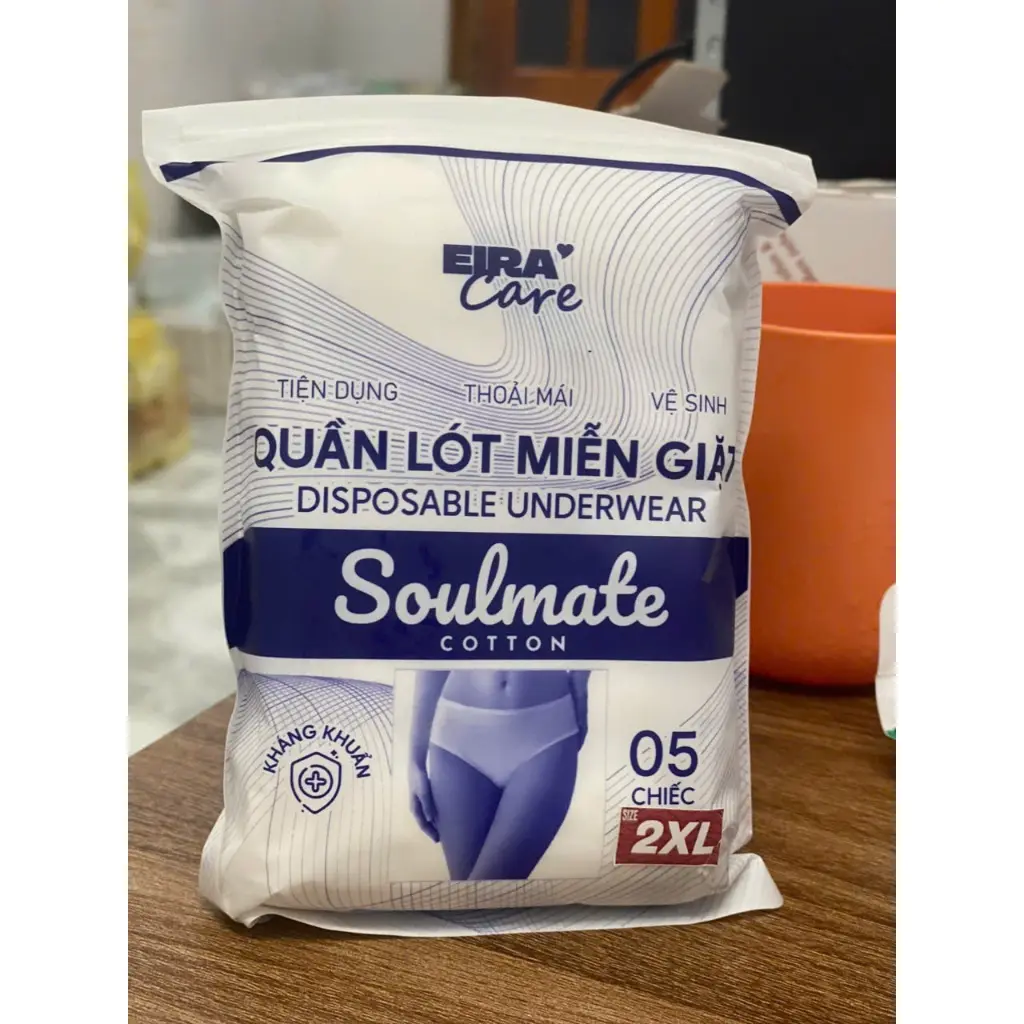 EIRA
Care
TIỆN DỤNG THOẢI MÁI VỆ SINH
QUẦN LÓT MIỄN GIẶT
DISPOSABLE UNDERWEAR
Soulmate
COTTON
KHÁNG KHUẨN
05
CHIẾC
SIZE
2XL